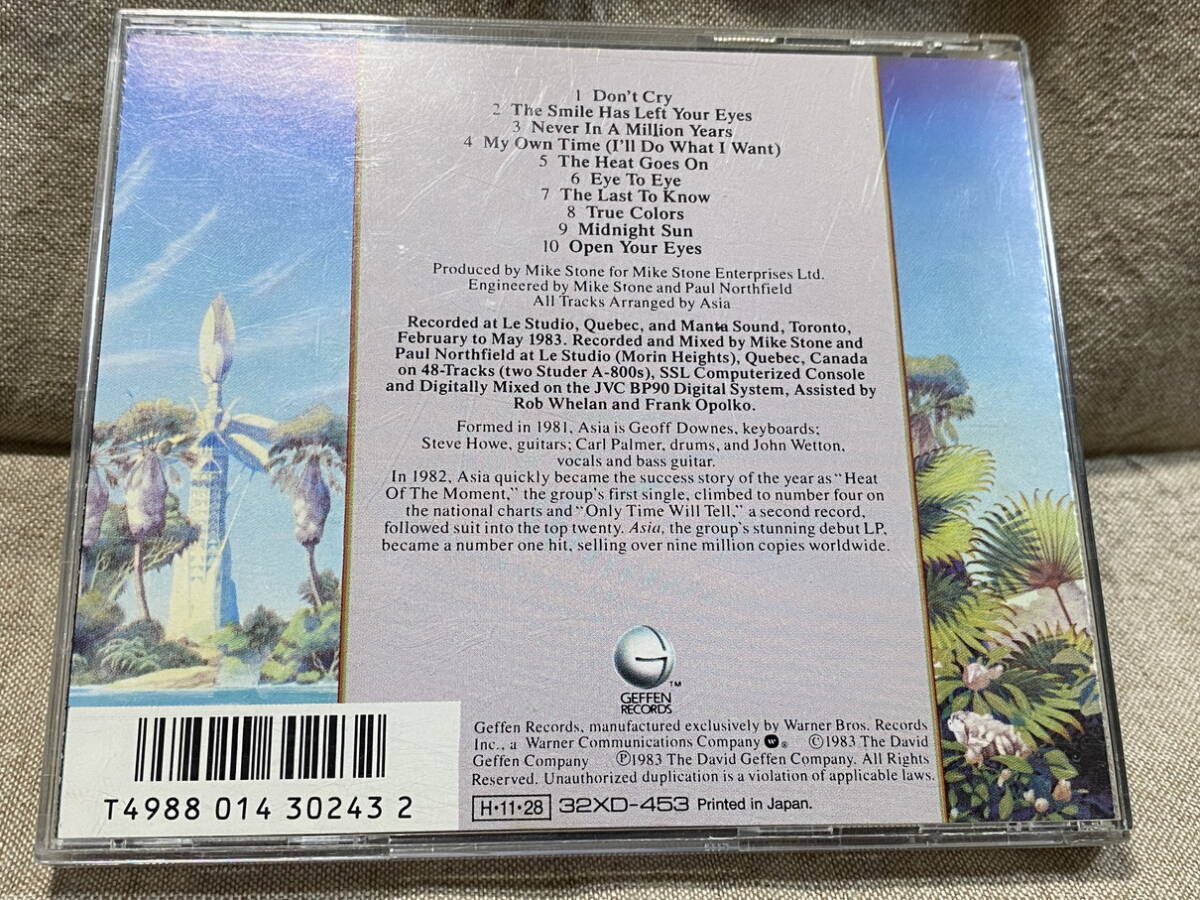 1 Don't Cry
2 The Smile Has Left Your Eyes
3 Never In A Million Years
4 My Own Time (I'll Do What I Want)
5 The Heat Goes On
6 Eye To Eye
7 The Last To Know
8 True Colors
9 Midnight Sun
10 Open Your Eyes
Produced by Mike Stone for Mike Stone Enterprises Ltd.
Engineered by Mike Stone and Paul Northfield
All Tracks Arranged by Asia
Recorded at Le Studio, Quebec, and Manta Sound, Toronto,
February to May 1983. Recorded and Mixed by Mike Stone and
Paul Northfield at Le Studio (Morin Heights), Quebec, Canada
on 48-Tracks (two Studer A-800s), SSL Computerized Console
and Digitally Mixed on the JVC BP90 Digital System, Assisted by
Rob Whelan and Frank Opolko.
Formed in 1981, Asia is Geoff Downes, keyboards;
Steve Howe, guitars; Carl Palmer, drums, and John Wetton,
vocals and bass guitar.
In 1982, Asia quickly became the success story of the year as "Heat
Of The Moment," the group's first single, climbed to number four on
the national charts and "Only Time Will Tell," a second record,
followed suit into the top twenty. Asia, the group's stunning debut LP,
became a number one hit, selling over nine million copies worldwide.
G ™
GEFFEN
RECORDS
Geffen Records, manufactured exclusively by Warner Bros. Records
Inc., a Warner Communications Company W ® ©1983 The David
Geffen Company ℗1983 The David Geffen Company. All Rights
Reserved. Unauthorized duplication is a violation of applicable laws.
H·11·28 32XD-453 Printed in Japan.
T4988 014 30243 2